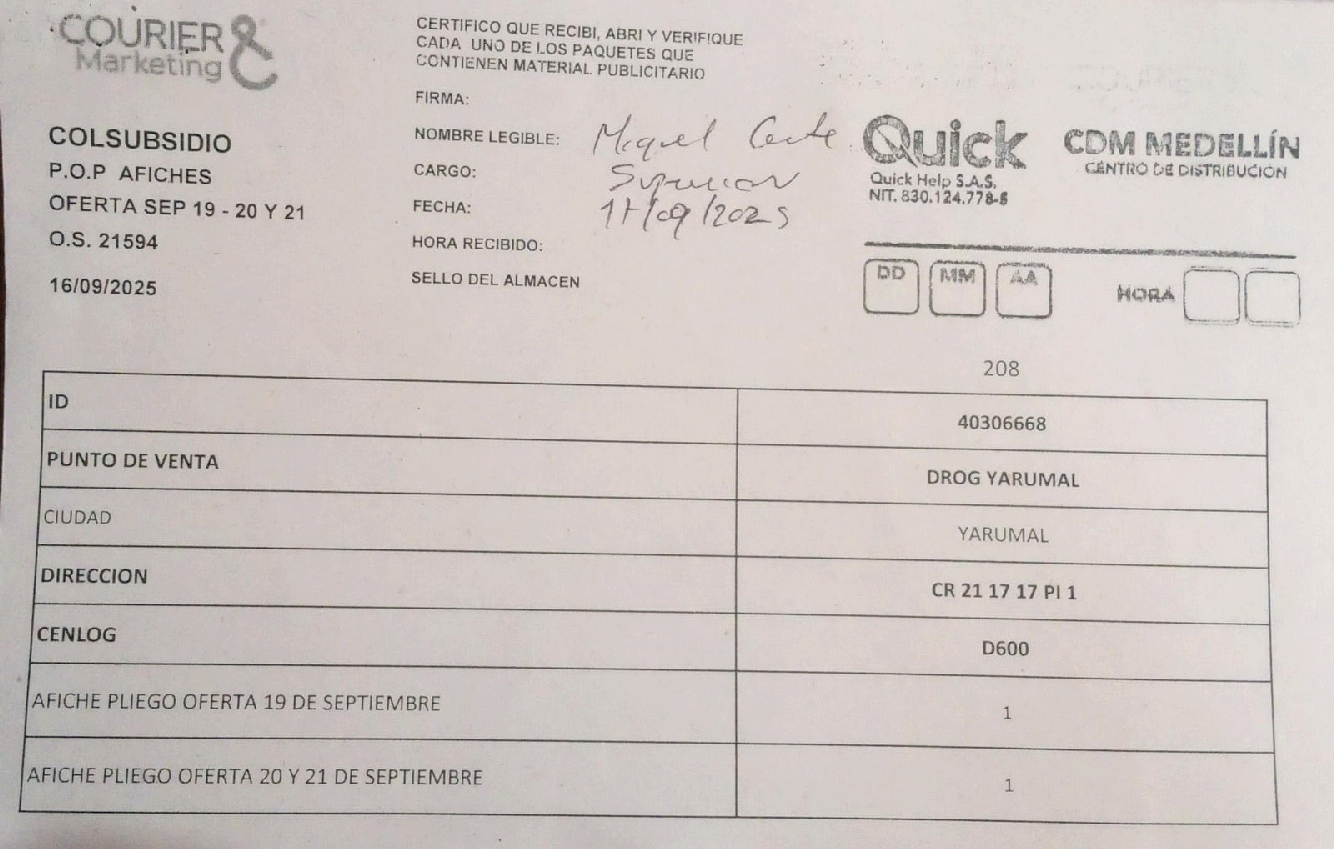 COURIER &
Marketing
COLSUBSIDIO
P.O.P AFICHES
OFERTA SEP 19 - 20 Y 21
O.S. 21594
16/09/2025
CERTIFICO QUE RECIBI, ABRI Y VERIFIQUE
CADA UNO DE LOS PAQUETES QUE
CONTIENEN MATERIAL PUBLICITARIO
FIRMA:
NOMBRE LEGIBLE: Miguel
CARGO:
FECHA: 17/09/2025
HORA RECIBIDO:
SELLO DEL ALMACEN
Quick
Quick Help S.A.S.
NIT. 830.124.778-5
CDM MEDELLÍN
CENTRO DE DISTRIBUCIÓN
DD MM AA HORA
208
ID 40306668
PUNTO DE VENTA DROG YARUMAL
CIUDAD YARUMAL
DIRECCION CR 21 17 17 PI 1
CENLOG D600
AFICHE PLIEGO OFERTA 19 DE SEPTIEMBRE 1
AFICHE PLIEGO OFERTA 20 Y 21 DE SEPTIEMBRE 1